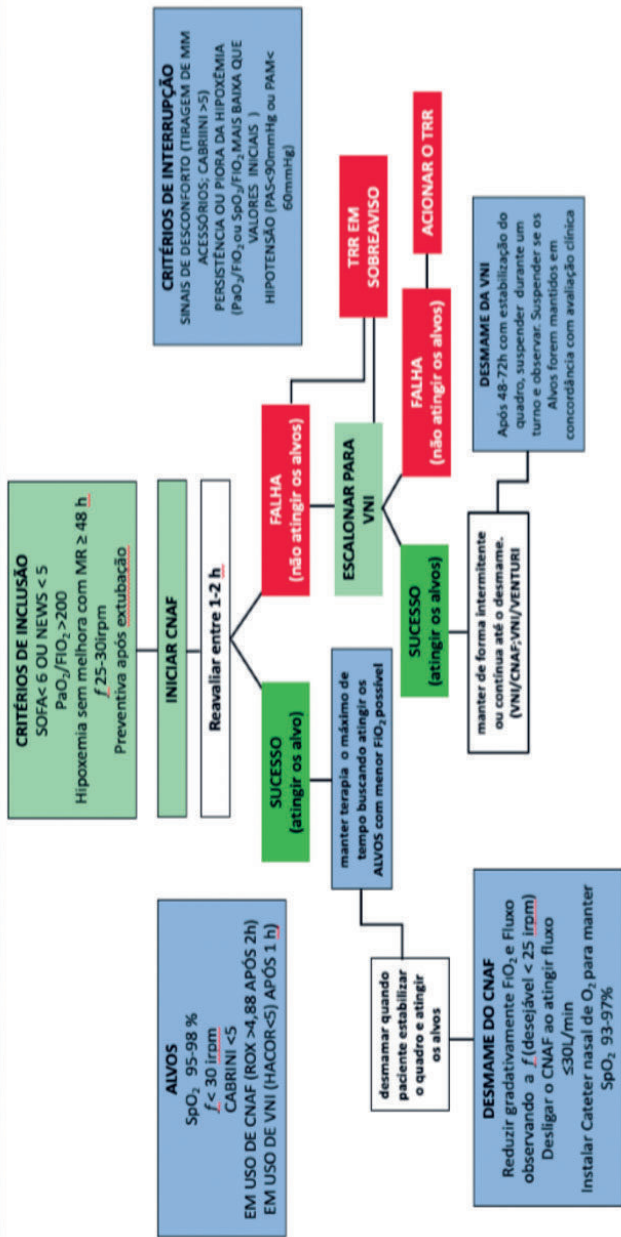 CRITÉRIOS DE INCLUSÃO
SOFA< 6 OU NEWS < 5
PaO₂/FIO₂ >200
Hipoxemia sem melhora com MR ≥ 48 h
f 25-30irpm
Preventiva após extubação
INICIAR CNAF
Reavaliar entre 1-2 h
ALVOS
SpO₂ 95-98 %
f < 30 irpm
CABRINI <5
EM USO DE CNAF (ROX >4,88 APÓS 2h)
EM USO DE VNI (HACOR<5) APÓS 1 h)
CRITÉRIOS DE INTERRUPÇÃO
SINAIS DE DESCONFORTO (TIRAGEM DE MM
ACESSÓRIOS; CABRIINI >5)
PERSISTÊNCIA OU PIORA DA HIPOXÊMIA
(PaO₂/FIO₂ ou SpO₂/FIO₂ MAIS BAIXA QUE
VALORES INICIAIS )
HIPOTENSÃO (PAS<90mmHg ou PAM<
60mmHg)
SUCESSO
(atingir os alvo)
FALHA
(não atingir os alvos)
manter terapia o máximo de
tempo buscando atingir os
ALVOS com menor FiO₂ possível
ESCALONAR PARA
VNI
TRR EM
SOBREAVISO
desmamar quando
paciente estabilizar
o quadro e atingir
os alvos
SUCESSO
(atingir os alvos)
FALHA
(não atingir os alvos)
ACIONAR O TRR
DESMAME DO CNAF
Reduzir gradativamente FiO₂ e Fluxo
observando a f (desejável < 25 irpm)
Desligar o CNAF ao atingir fluxo
≤30L/min
Instalar Cateter nasal de O₂ para manter
SpO₂ 93-97%
manter de forma intermitente
ou contínua até o desmame.
(VNI/CNAF;VNI/VENTURI
DESMAME DA VNI
Após 48-72h com estabilização do
quadro, suspender durante um
turno e observar. Suspender se os
Alvos forem mantidos em
concordância com avaliação clínica